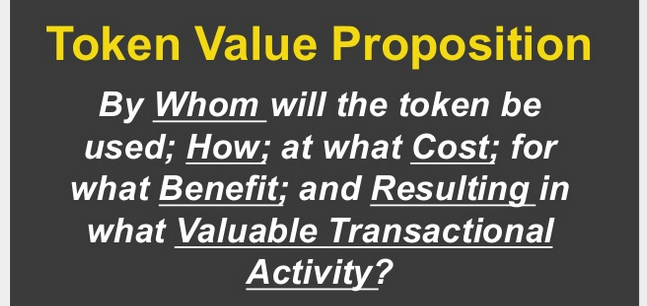 Token Value Proposition
By Whom will the token be
used; How; at what Cost; for
what Benefit; and Resulting in
what Valuable Transactional
Activity?